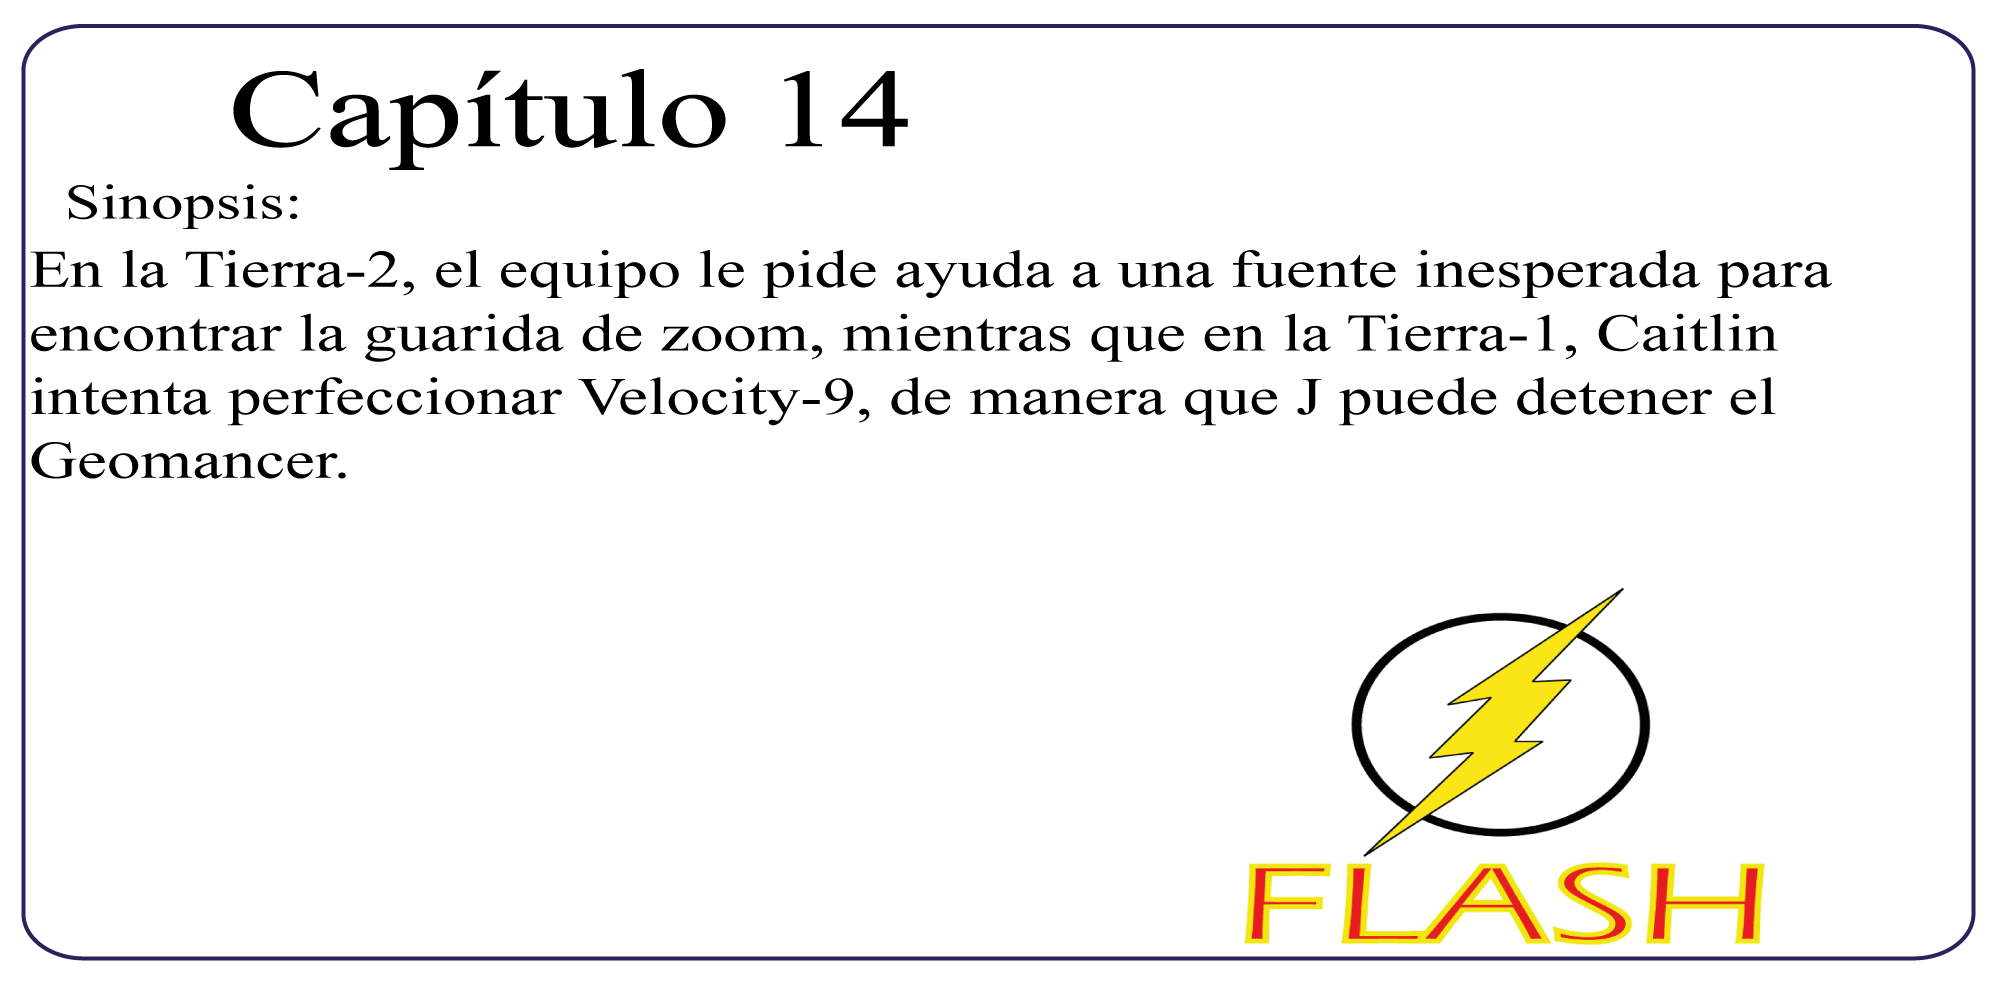 Capítulo 14
Sinopsis:
En la Tierra-2, el equipo le pide ayuda a una fuente inesperada para
encontrar la guarida de zoom, mientras que en la Tierra-1, Caitlin
intenta perfeccionar Velocity-9, de manera que J puede detener el
Geomancer.
FLASH